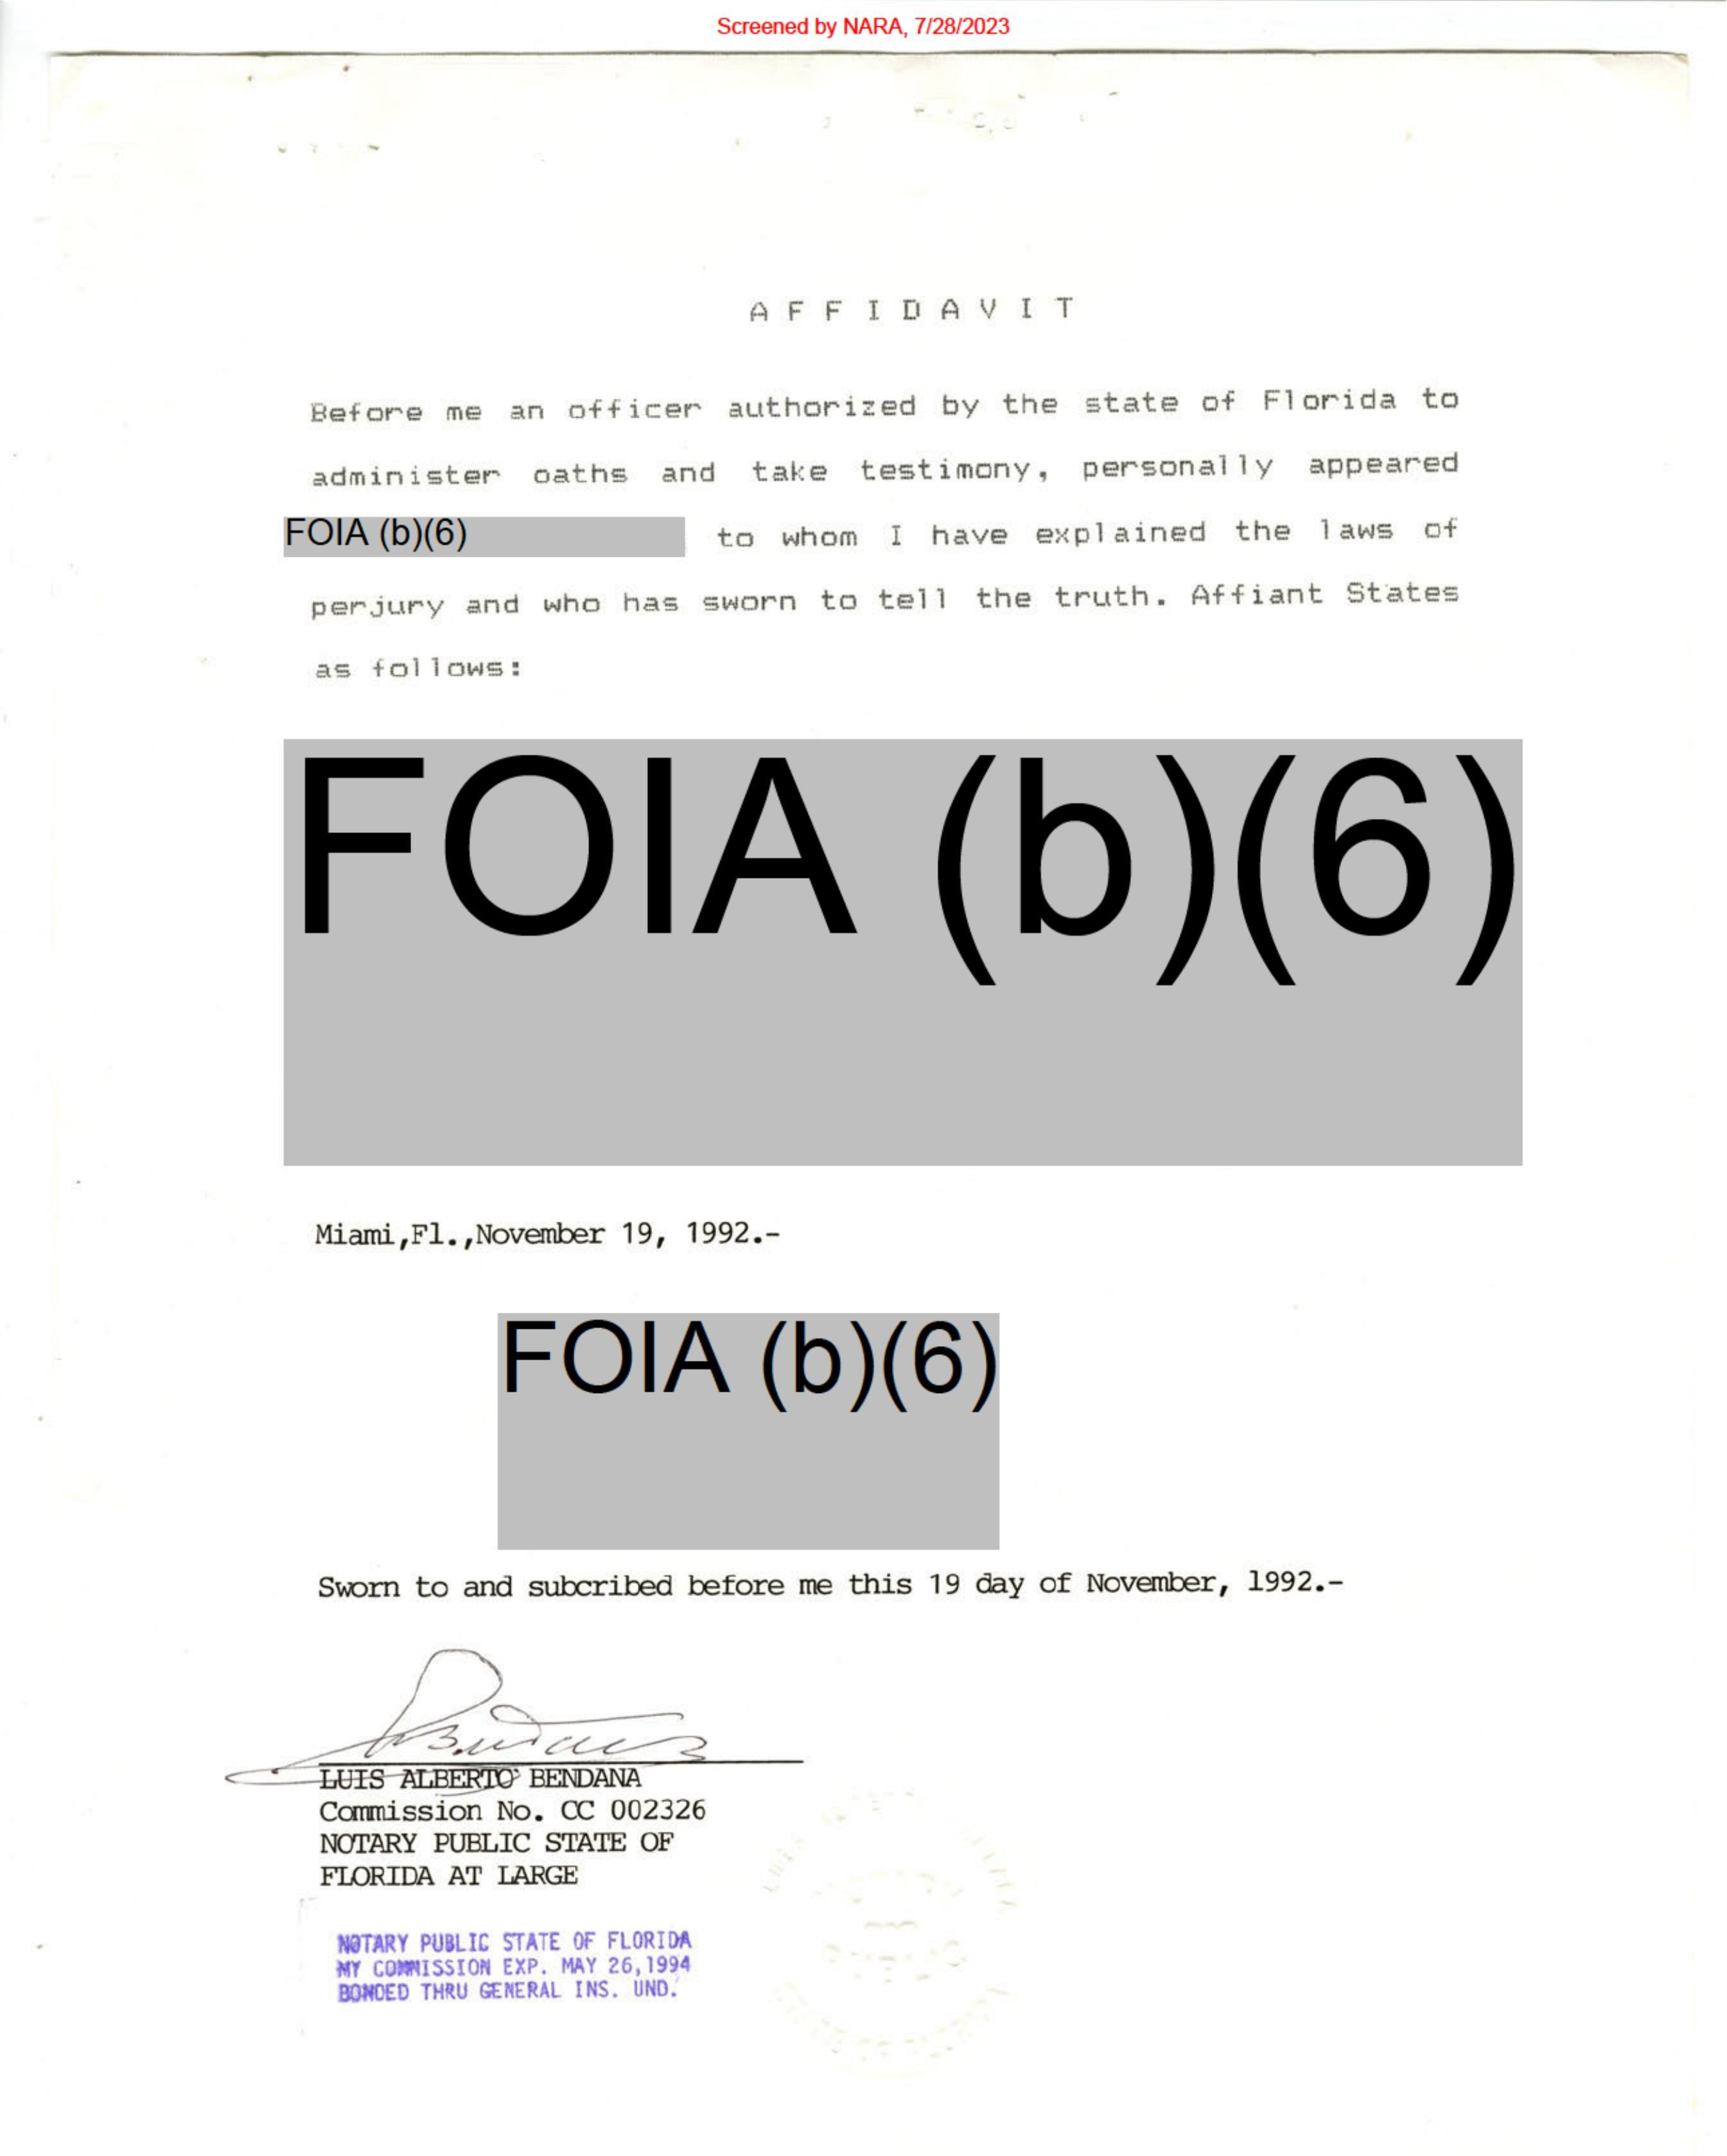 Screened by NARA, 7/28/2023
A F F I D A V I T
Before me an officer authorized by the state of Florida to
administer oaths and take testimony, personally appeared
FOIA (b)(6) to whom I have explained the laws of
perjury and who has sworn to tell the truth. Affiant States
as follows:
FOIA (b)(6)
Miami,Fl.,November 19, 1992.-
FOIA (b)(6)
Sworn to and subcribed before me this 19 day of November, 1992.-
LUIS ALBERTO BENDANA
Commission No. CC 002326
NOTARY PUBLIC STATE OF
FLORIDA AT LARGE
NOTARY PUBLIC STATE OF FLORIDA
MY COMMISSION EXP. MAY 26,1994
BONDED THRU GENERAL INS. UND.